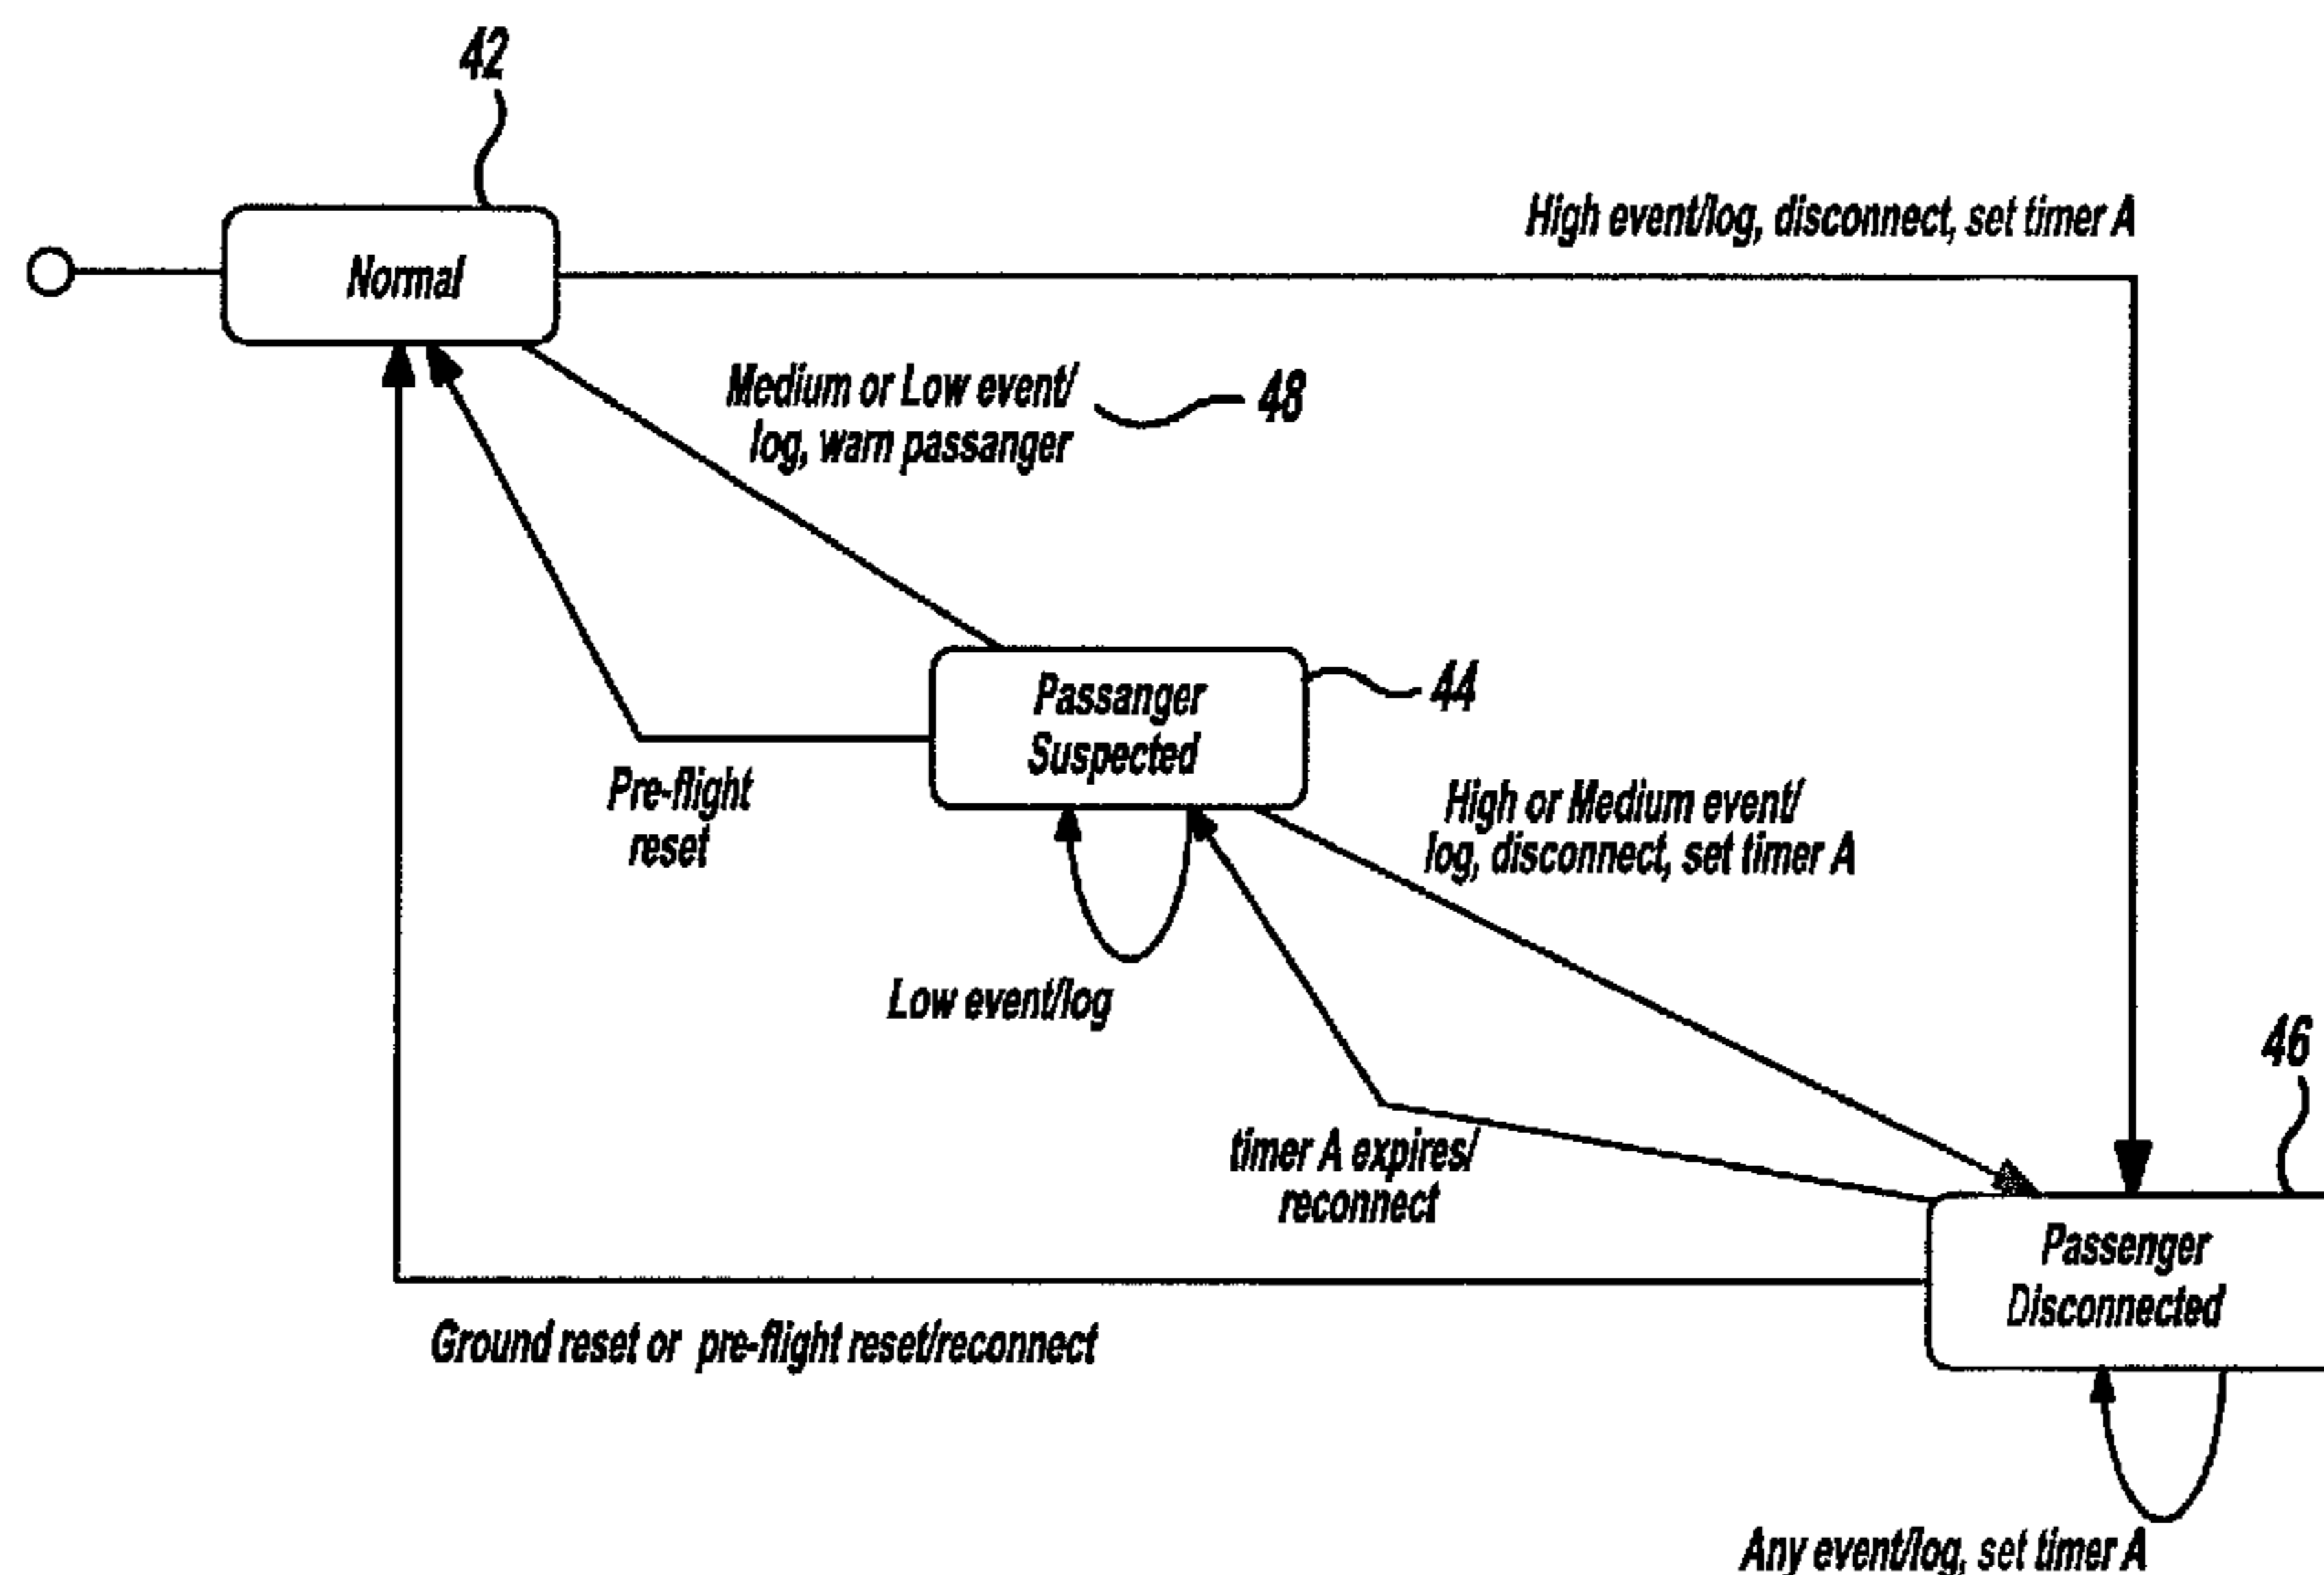 42
High event/log, disconnect, set timer A
Normal
Medium or Low event/
log, warn passanger
48
Passanger
Suspected
44
Pre-flight
reset
High or Medium event/
log, disconnect, set timer A
Low event/log
46
timer A expires/
reconnect
Passenger
Disconnected
Ground reset or pre-flight reset/reconnect
Any event/log, set timer A